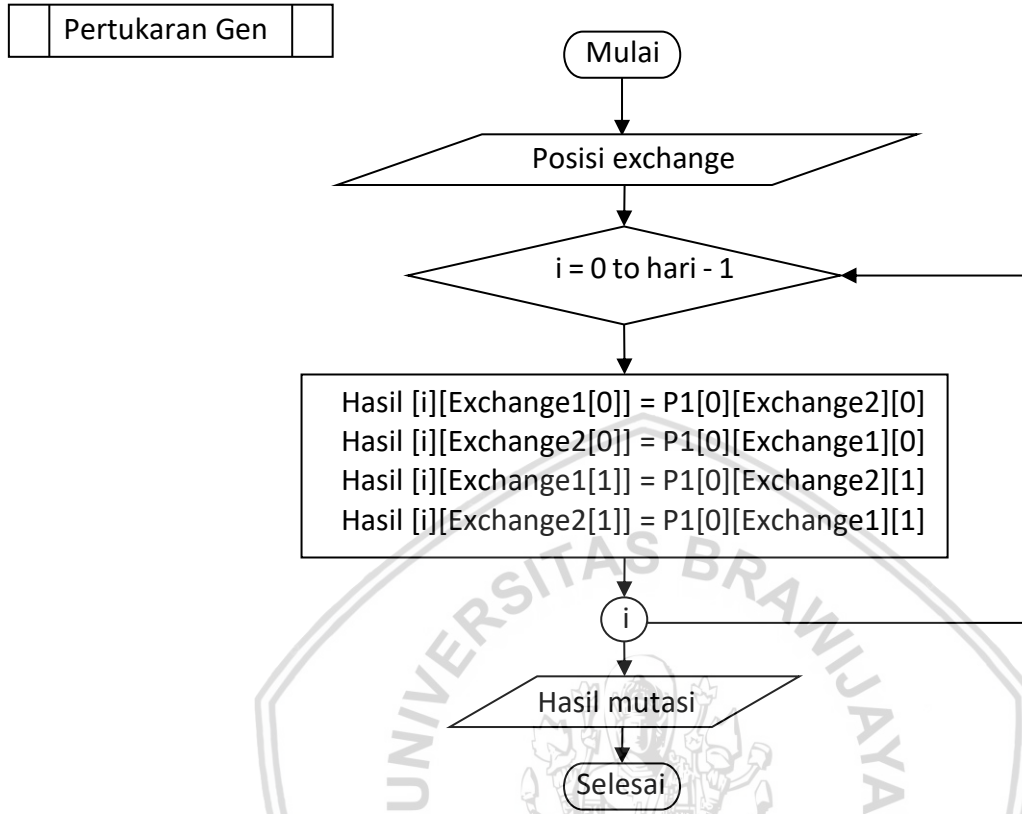 Pertukaran Gen
Mulai
Posisi exchange
i = 0 to hari - 1
Hasil [i][Exchange1[0]] = P1[0][Exchange2][0]
Hasil [i][Exchange2[0]] = P1[0][Exchange1][0]
Hasil [i][Exchange1[1]] = P1[0][Exchange2][1]
Hasil [i][Exchange2[1]] = P1[0][Exchange1][1]
i
Hasil mutasi
Selesai
UNIVERSITAS BRAWIJAYA